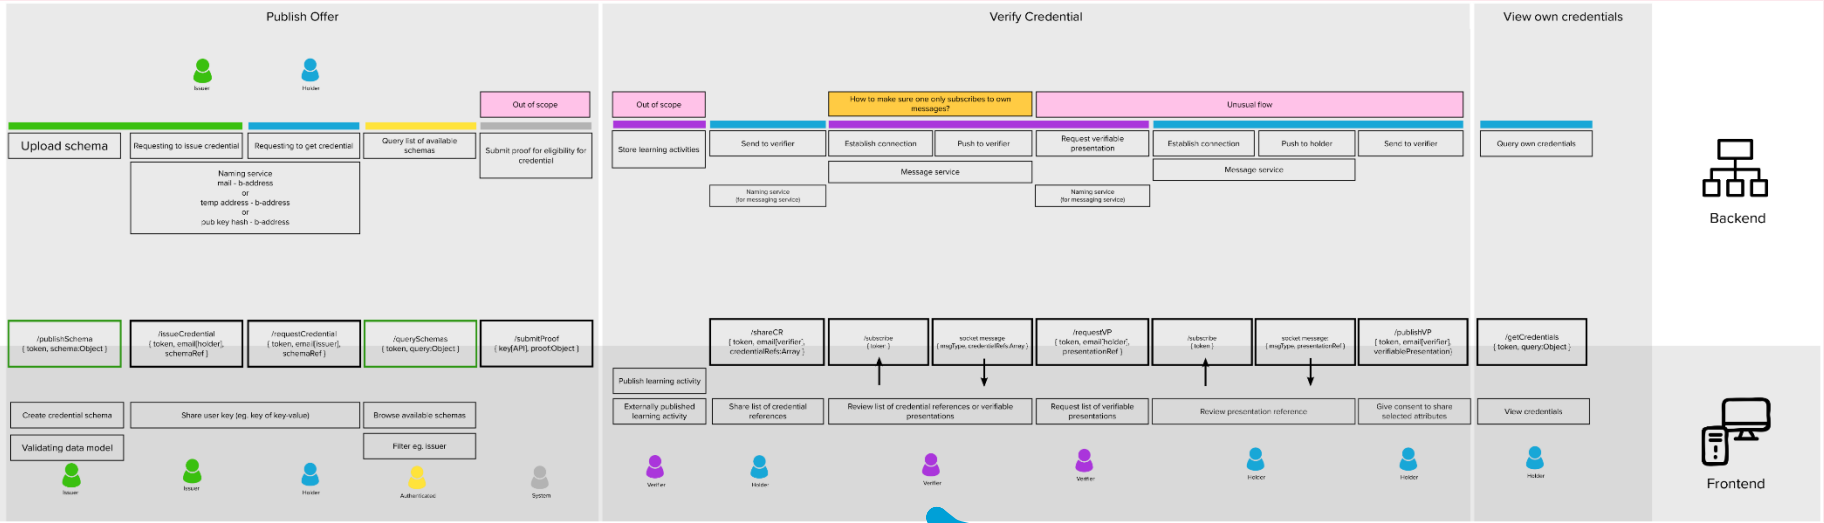 Publish Offer
Verify Credential
View own credentials
Issuer
Holder
Out of scope
Out of scope
How to make sure one only subscribes to own
messages?
Unusual flow
Upload schema
Requesting to issue credential
Requesting to get credential
Query list of available
schemas
Submit proof for eligibility for
credential
Store learning activities
Send to verifier
Establish connection
Push to verifier
Request verifiable
presentation
Establish connection
Push to holder
Send to verifier
Query own credentials
Naming service
mail - b-address
or
temp address - b-address
or
pub key hash - b-address
Message service
Message service
Naming service
(for messaging service)
Naming service
(for messaging service)
Backend
/publishSchema
{ token, schema:Object }
/issueCredential
{ token, email[holder],
schemaRef }
/requestCredential
{ token, email[issuer],
schemaRef }
/querySchemas
{ token, query:Object }
/submitProof
{ key[API], proof:Object }
/shareCR
{ token, email[verifier],
credentialRefs:Array }
/subscribe
{ token }
socket message
{ msgType, credentialRefs:Array }
/requestVP
{ token, email[holder],
presentationRef }
/subscribe
{ token }
socket message:
{ msgType, presentationRef }
/publishVP
{ token, email[verifier],
verifiablePresentation}
/getCredentials
{ token, query:Object }
Publish learning activity
Create credential schema
Share user key (eg. key of key-value)
Browse available schemas
Externally published
learning activity
Share list of credential
references
Review list of credential references or verifiable
presentations
Request list of verifiable
presentations
Review presentation reference
Give consent to share
selected attributes
View credentials
Validating data model
Filter eg. issuer
Issuer
Issuer
Holder
Authenticated
System
Verifier
Holder
Verifier
Verifier
Holder
Holder
Holder
Frontend